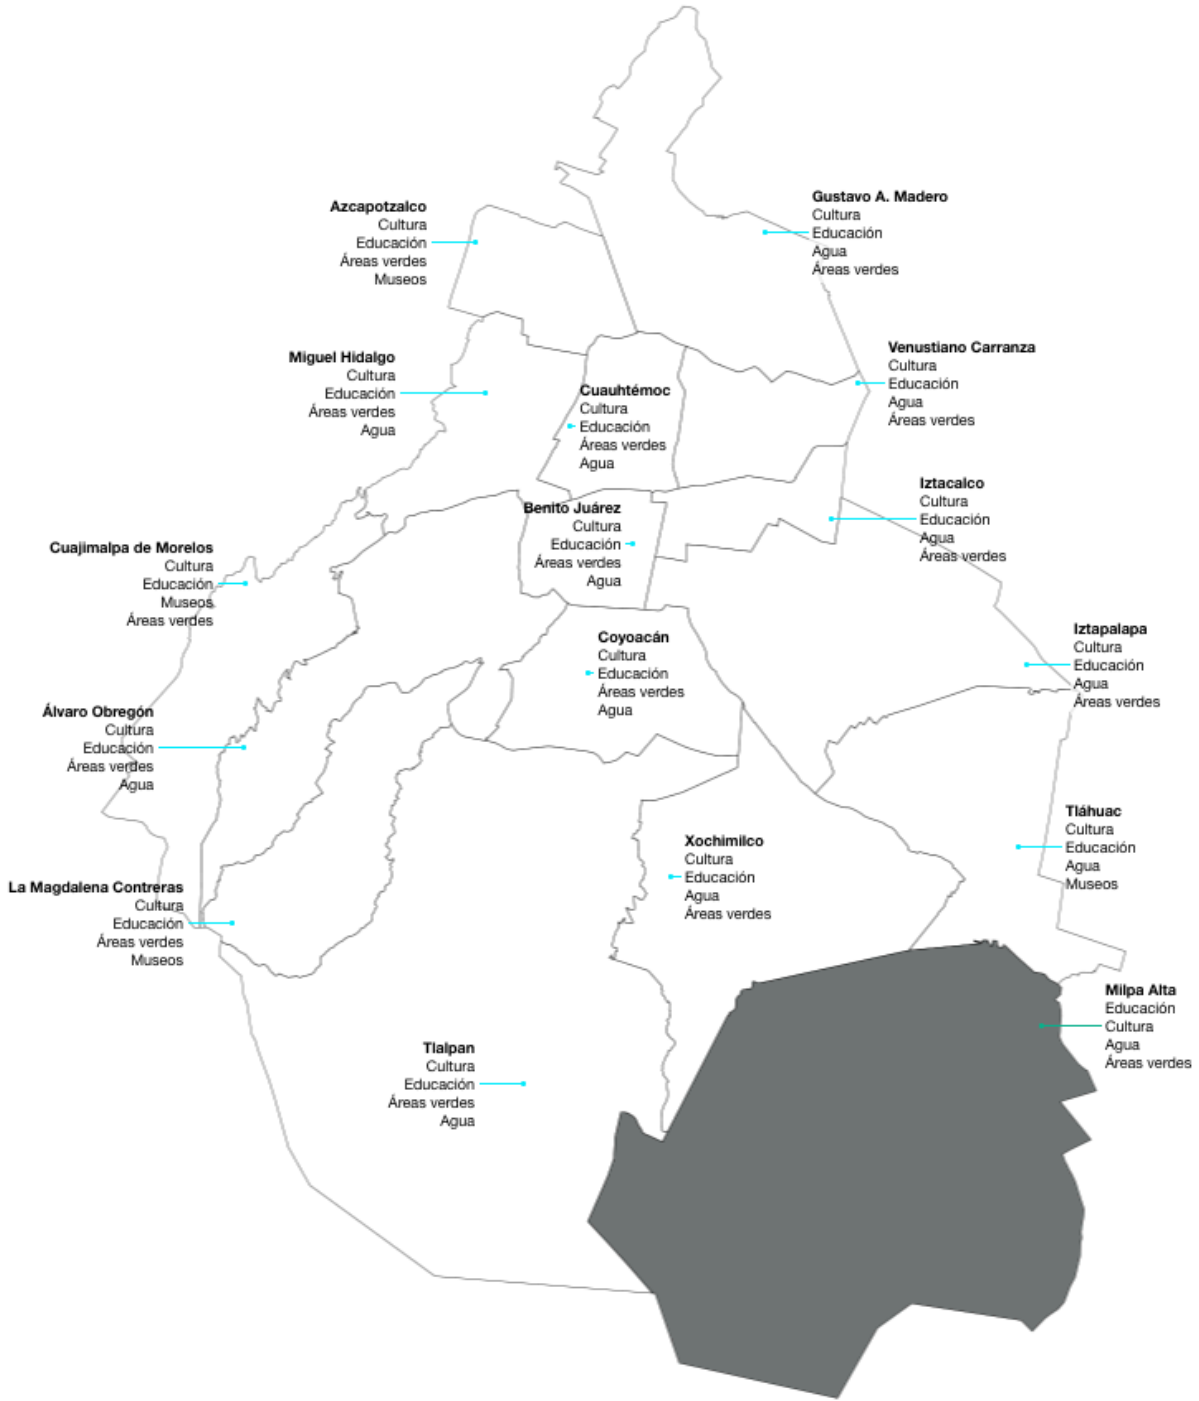 Azcapotzalco
Cultura
Educación
Áreas verdes
Museos
Gustavo A. Madero
Cultura
Educación
Agua
Áreas verdes
Miguel Hidalgo
Cultura
Educación
Áreas verdes
Agua
Cuauhtémoc
Cultura
Educación
Áreas verdes
Agua
Venustiano Carranza
Cultura
Educación
Agua
Áreas verdes
Benito Juárez
Cultura
Educación
Áreas verdes
Agua
Iztacalco
Cultura
Educación
Agua
Áreas verdes
Cuajimalpa de Morelos
Cultura
Educación
Museos
Áreas verdes
Coyoacán
Cultura
Educación
Áreas verdes
Agua
Iztapalapa
Cultura
Educación
Agua
Áreas verdes
Álvaro Obregón
Cultura
Educación
Áreas verdes
Agua
Xochimilco
Cultura
Educación
Agua
Áreas verdes
Tláhuac
Cultura
Educación
Agua
Museos
La Magdalena Contreras
Cultura
Educación
Áreas verdes
Museos
Tlalpan
Cultura
Educación
Áreas verdes
Agua
Milpa Alta
Educación
Cultura
Agua
Áreas verdes